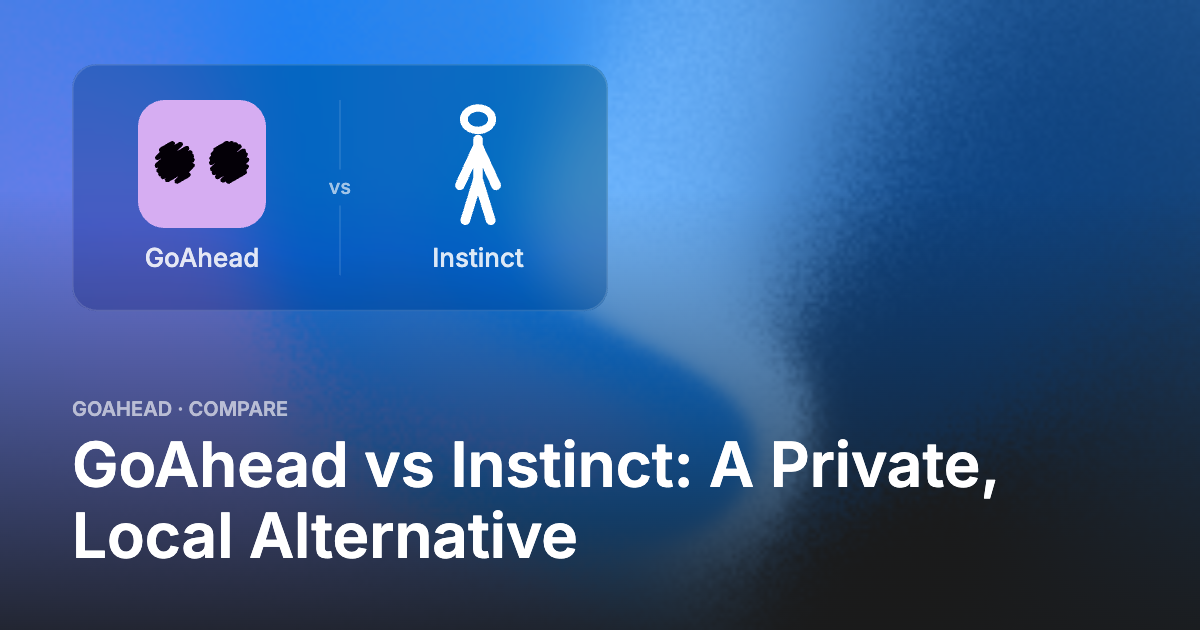 GoAhead
vs
Instinct
GOAHEAD · COMPARE
GoAhead vs Instinct: A Private,
Local Alternative